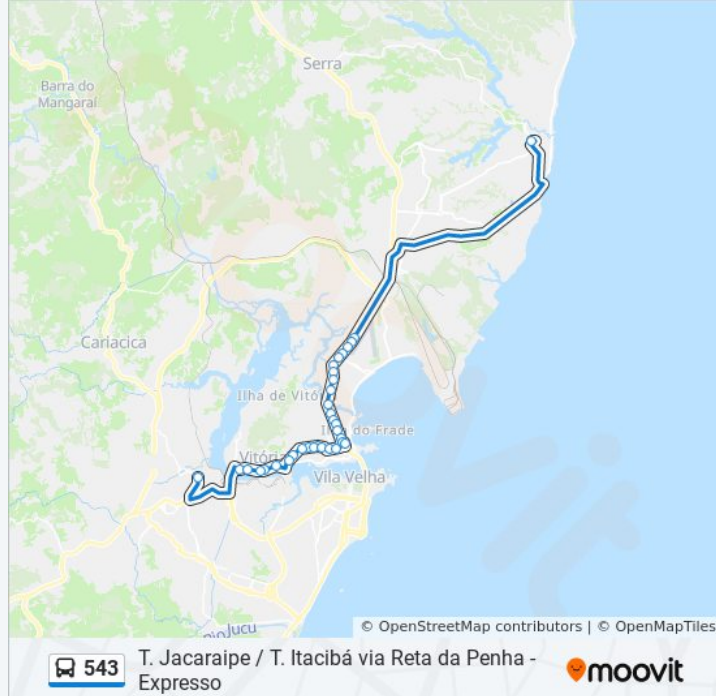 Serra
Barra do
Mangaraí
Cariacica
Ilha de Vitó
Ilha do Frade
Vitória
Vila Velha
Jucu
© OpenStreetMap contributors | © OpenMapTiles
543
T. Jacaraipe / T. Itacibá via Reta da Penha -
Expresso
moovit